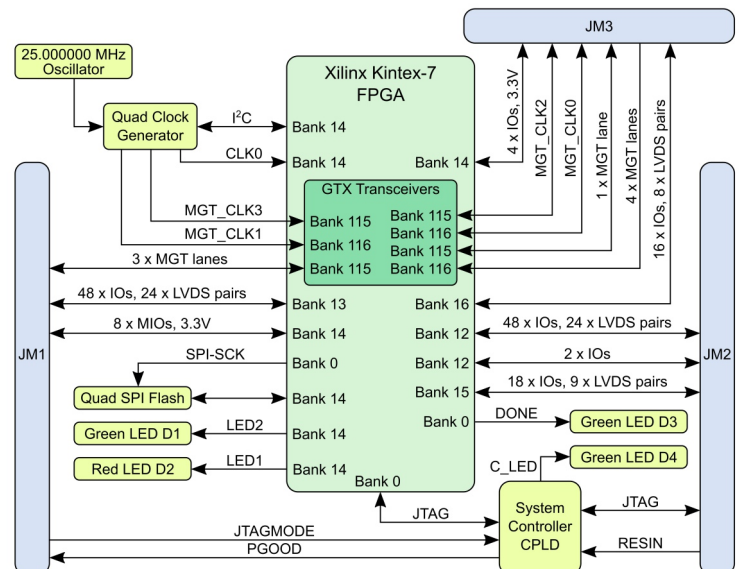 JM3
25.000000 MHz
Oscillator
Xilinx Kintex-7
FPGA
Quad Clock
Generator
I²C
Bank 14
CLK0
Bank 14
Bank 14
4 x IOs, 3.3V
MGT_CLK2
MGT_CLK0
1 x MGT lane
4 x MGT lanes
16 x IOs, 8 x LVDS pairs
GTX Transceivers
MGT_CLK3
Bank 115
Bank 115
MGT_CLK1
Bank 116
Bank 116
Bank 115
3 x MGT lanes
Bank 115
Bank 116
48 x IOs, 24 x LVDS pairs
Bank 13
Bank 16
8 x MIOs, 3.3V
Bank 14
Bank 12
48 x IOs, 24 x LVDS pairs
JM1
SPI-SCK
Bank 0
Bank 12
2 x IOs
JM2
Quad SPI Flash
Bank 14
Bank 15
18 x IOs, 9 x LVDS pairs
Green LED D1
LED2
Bank 14
Bank 0
DONE
Green LED D3
Red LED D2
LED1
Bank 14
C_LED
Green LED D4
Bank 0
JTAG
System
Controller
CPLD
JTAG
JTAGMODE
PGOOD
RESIN